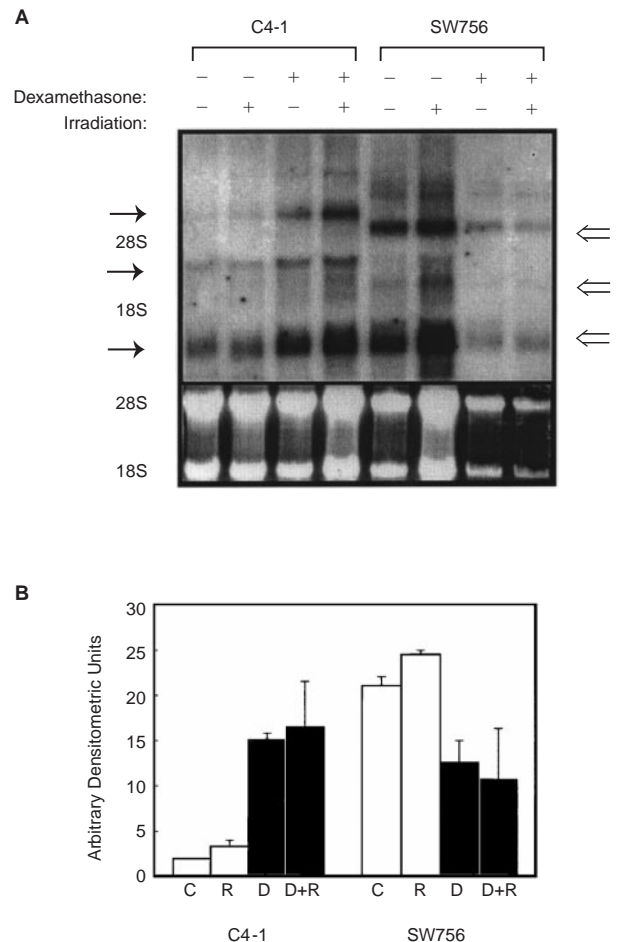 A
C4-1 SW756
Dexamethasone: – – + + – – + +
Irradiation: – + – + – + – +
28S
18S
28S
18S
B
Arbitrary Densitometric Units
30
25
20
15
10
5
0
C R D D+R C R D D+R
C4-1 SW756